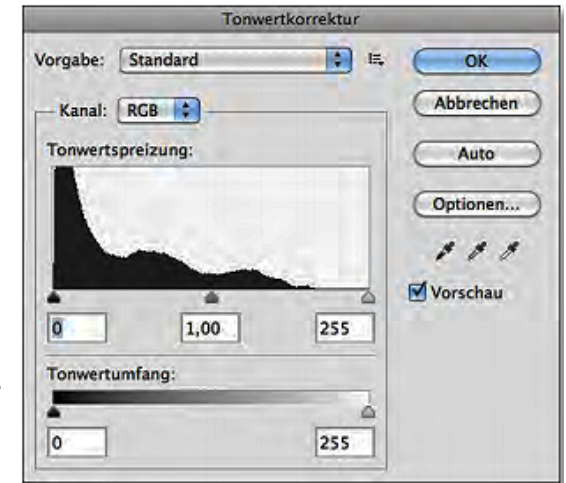 Tonwertkorrektur
Vorgabe: Standard
OK
Kanal: RGB
Abbrechen
Tonwertspreizung:
Auto
Optionen...
Vorschau
0 1,00 255
Tonwertumfang:
0 255